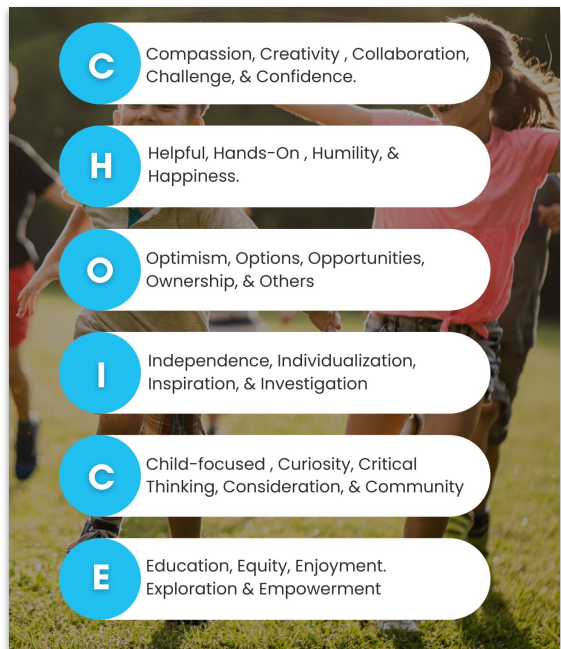 C
Compassion, Creativity , Collaboration,
Challenge, & Confidence.
H
Helpful, Hands-On , Humility, &
Happiness.
O
Optimism, Options, Opportunities,
Ownership, & Others
I
Independence, Individualization,
Inspiration, & Investigation
C
Child-focused , Curiosity, Critical
Thinking, Consideration, & Community
E
Education, Equity, Enjoyment.
Exploration & Empowerment